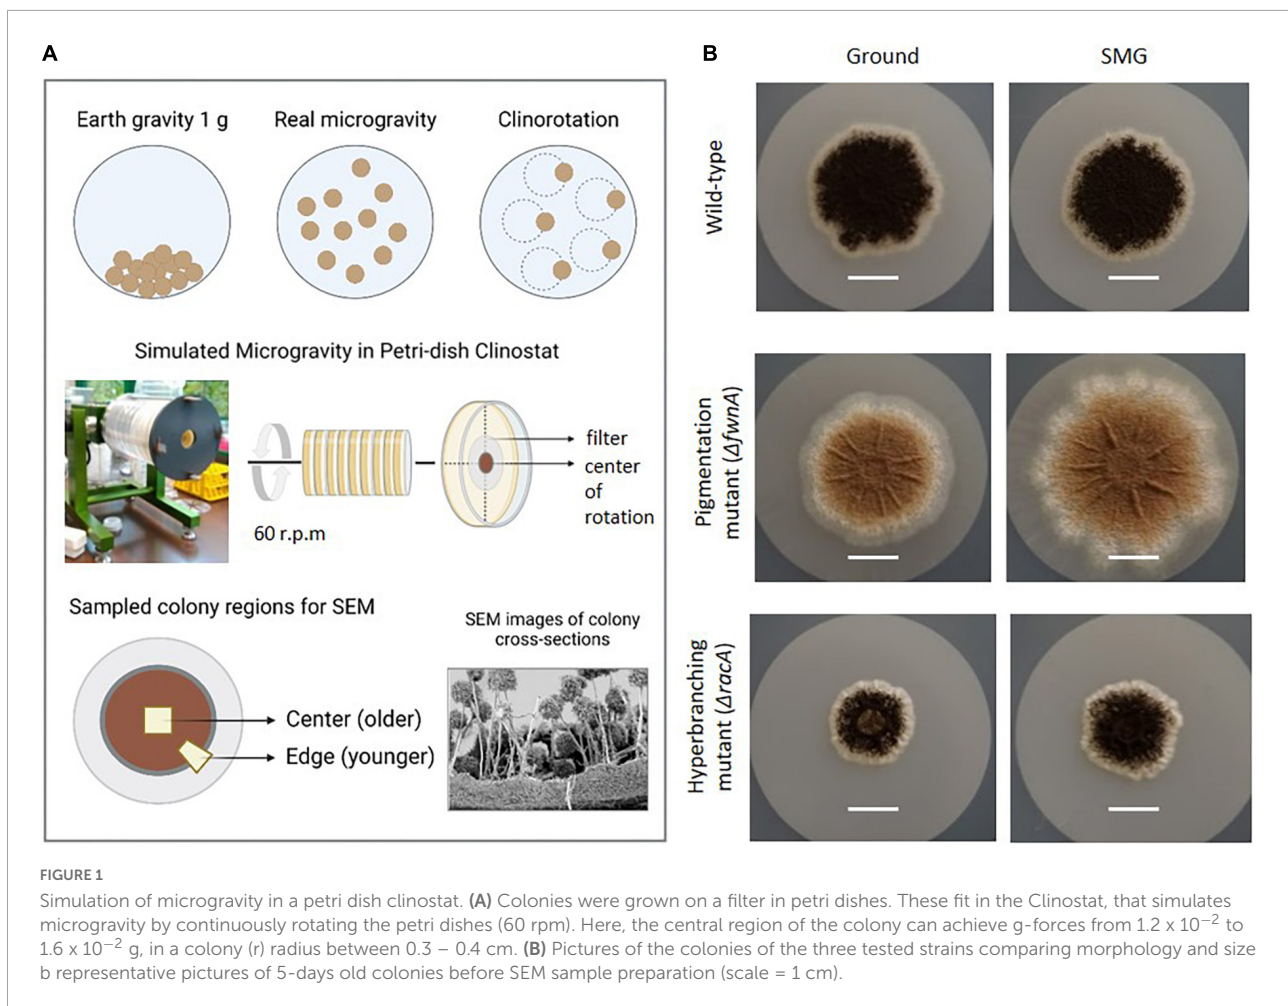 A
Earth gravity 1 g
Real microgravity
Clinorotation
Simulated Microgravity in Petri-dish Clinostat
60 r.p.m
filter
center
of
rotation
Sampled colony regions for SEM
Center (older)
Edge (younger)
SEM images of colony
cross-sections
B
Ground
SMG
Wild-type
Pigmentation
mutant (ΔfwnA)
Hyperbranching
mutant (ΔracA)
FIGURE 1
Simulation of microgravity in a petri dish clinostat. (A) Colonies were grown on a filter in petri dishes. These fit in the Clinostat, that simulates
microgravity by continuously rotating the petri dishes (60 rpm). Here, the central region of the colony can achieve g-forces from 1.2 x 10⁻² to
1.6 x 10⁻² g, in a colony (r) radius between 0.3 – 0.4 cm. (B) Pictures of the colonies of the three tested strains comparing morphology and size
b representative pictures of 5-days old colonies before SEM sample preparation (scale = 1 cm).